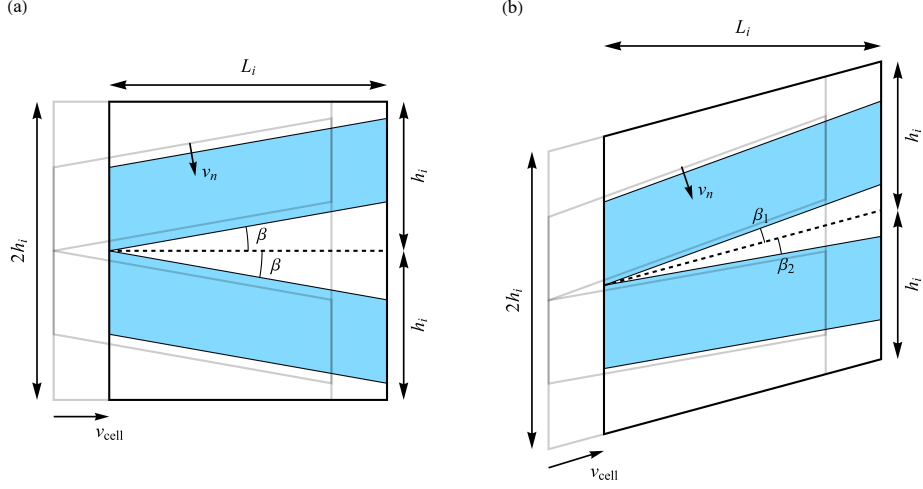 (a)
L_i
v_n
β
β
2h_i
h_i
h_i
v_cell
(b)
L_i
v_n
β_1
β_2
2h_i
h_i
h_i
v_cell